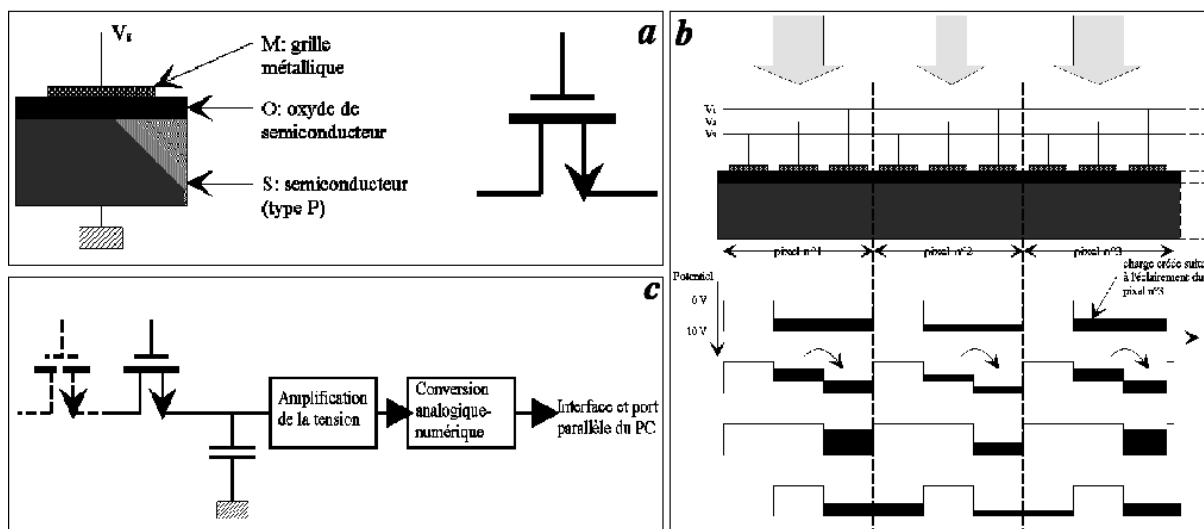 a
V_g
M: grille
métallique
O: oxyde de
semiconducteur
S: semiconducteur
(type P)
b
V₁
V₂
V₃
pixel n°1
pixel n°2
pixel n°3
Potentiel
0 V
10 V
charge créée suite
à l'éclairement du
pixel n°3
c
Amplification
de la tension
Conversion
analogique-
numérique
Interface et port
parallèle du PC